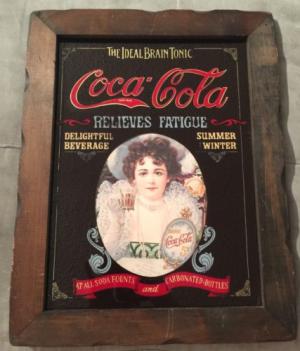 THE IDEAL BRAIN TONIC
Coca-Cola
RELIEVES FATIGUE
DELIGHTFUL
BEVERAGE
SUMMER
WINTER
Coca-Cola
5¢
AT ALL SODA FOUNTS and CARBONATED-BOTTLES